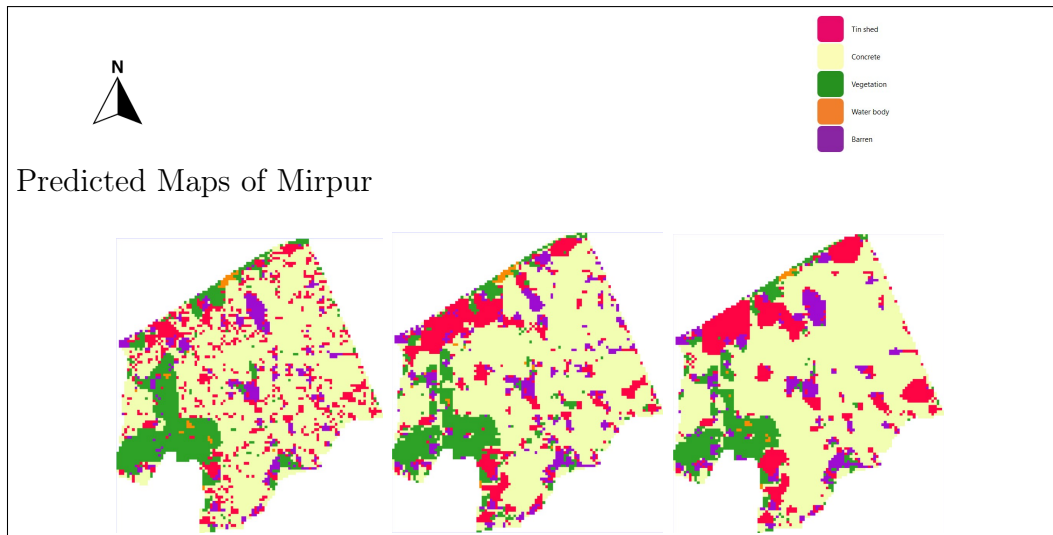 Tin shed
Concrete
Vegetation
Water body
Barren
N
Predicted Maps of Mirpur